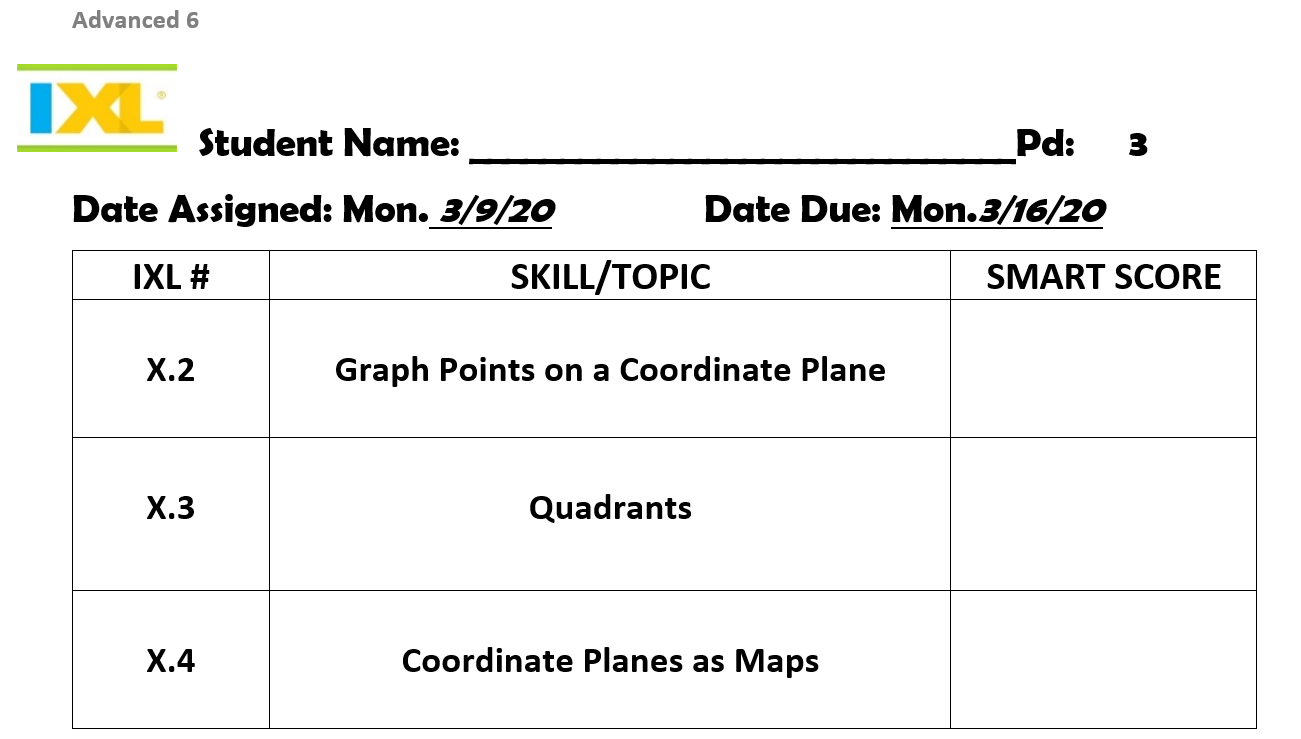 Advanced 6
IXL®
Student Name: ______________________________Pd: 3
Date Assigned: Mon. 3/9/20 Date Due: Mon.3/16/20
IXL # SKILL/TOPIC SMART SCORE
X.2 Graph Points on a Coordinate Plane
X.3 Quadrants
X.4 Coordinate Planes as Maps